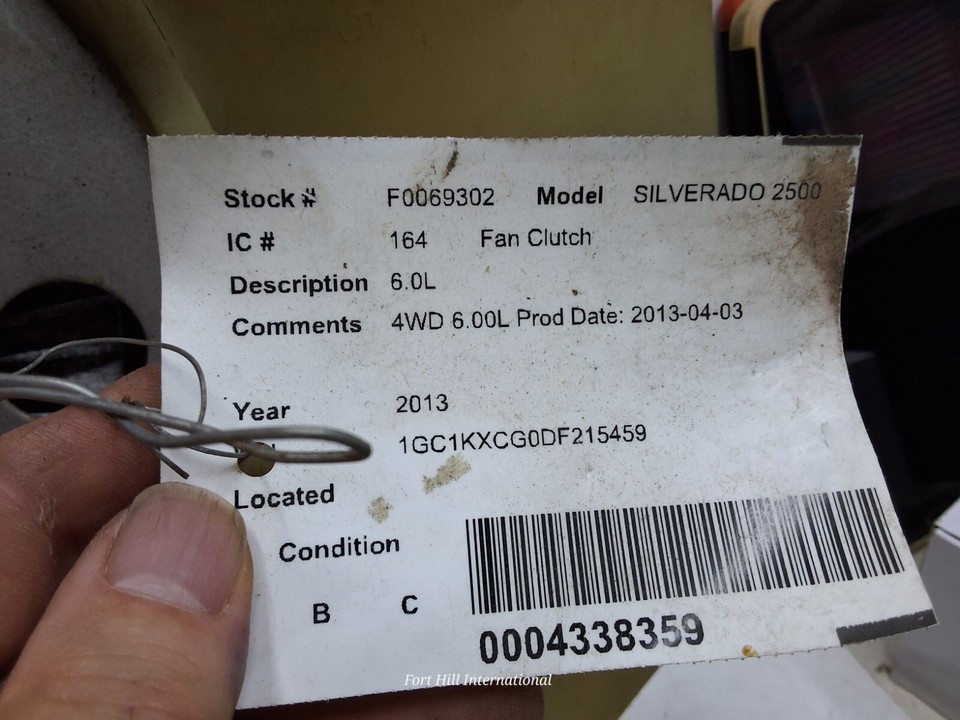 Stock # F0069302 Model SILVERADO 2500
IC # 164 Fan Clutch
Description 6.0L
Comments 4WD 6.00L Prod Date: 2013-04-03
Year 2013
1GC1KXCG0DF215459
Located
Condition
B C
0004338359
Fort Hill International